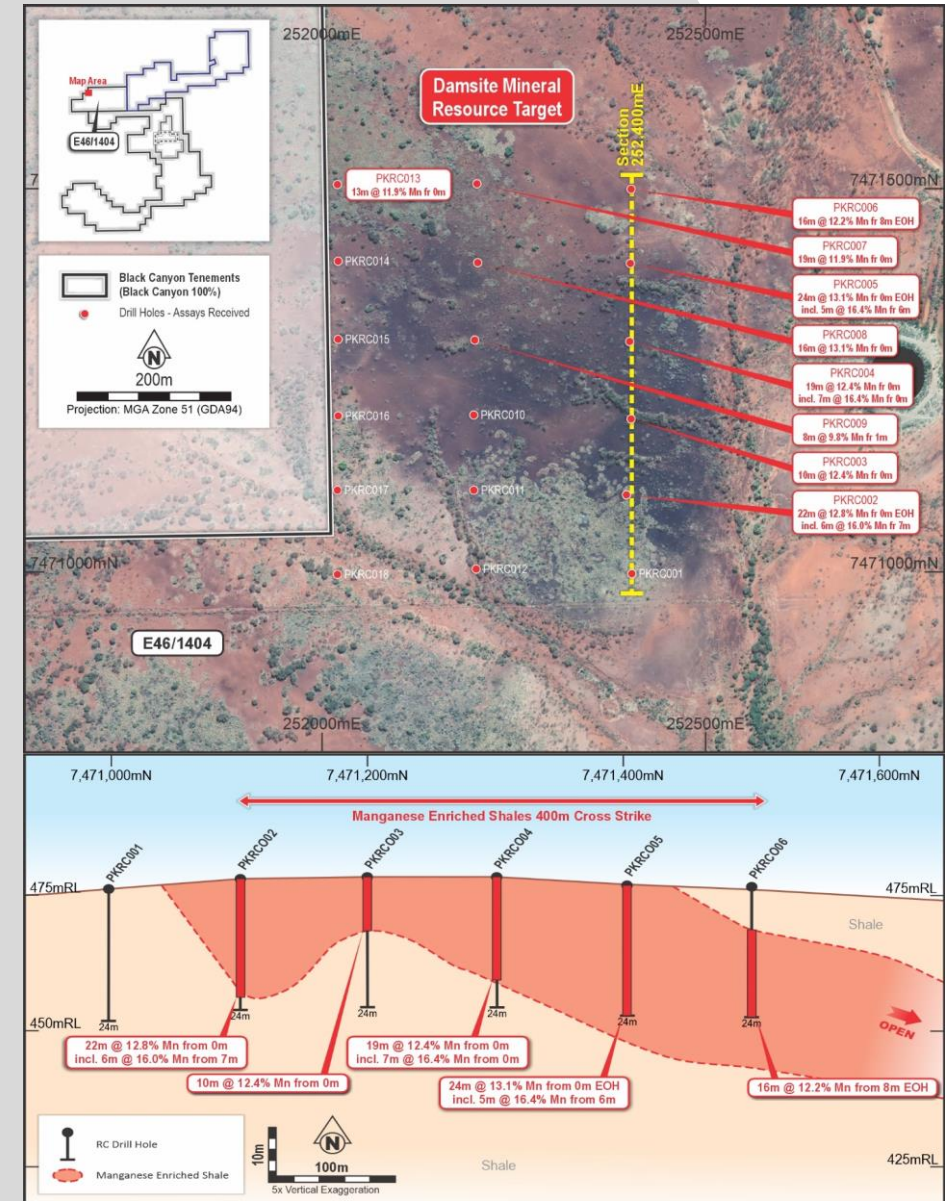 252000mE
252500mE
Map Area
E46/1404
Damsite Mineral
Resource Target
Section
252,400mE
7471500mN
PKRC013
13m @ 11.9% Mn fr 0m
PKRC006
16m @ 12.2% Mn fr 8m EOH
PKRC007
19m @ 11.9% Mn fr 0m
PKRC014
PKRC005
24m @ 13.1% Mn fr 0m EOH
incl. 5m @ 16.4% Mn fr 6m
Black Canyon Tenements
(Black Canyon 100%)
Drill Holes - Assays Received
N
200m
Projection: MGA Zone 51 (GDA94)
PKRC015
PKRC008
16m @ 13.1% Mn fr 0m
PKRC004
19m @ 12.4% Mn fr 0m
incl. 7m @ 16.4% Mn fr 0m
PKRC016
PKRC010
PKRC009
8m @ 9.8% Mn fr 1m
PKRC003
10m @ 12.4% Mn fr 0m
PKRC017
PKRC011
PKRC002
22m @ 12.8% Mn fr 0m EOH
incl. 6m @ 16.0% Mn fr 7m
7471000mN
PKRC018
PKRC012
PKRC001
7471000mN
E46/1404
252000mE
252500mE
7,471,000mN
7,471,200mN
7,471,400mN
7,471,600mN
Manganese Enriched Shales 400m Cross Strike
PKRC001
PKRCO02
PKRCO03
PKRCO04
PKRCO05
PKRCO06
475mRL
475mRL
Shale
24m
24m
24m
24m
24m
24m
450mRL
OPEN
22m @ 12.8% Mn from 0m
incl. 6m @ 16.0% Mn from 7m
10m @ 12.4% Mn from 0m
19m @ 12.4% Mn from 0m
incl. 7m @ 16.4% Mn from 0m
24m @ 13.1% Mn from 0m EOH
incl. 5m @ 16.4% Mn from 6m
16m @ 12.2% Mn from 8m EOH
RC Drill Hole
Manganese Enriched Shale
10m
N
100m
5x Vertical Exaggeration
Shale
425mRL